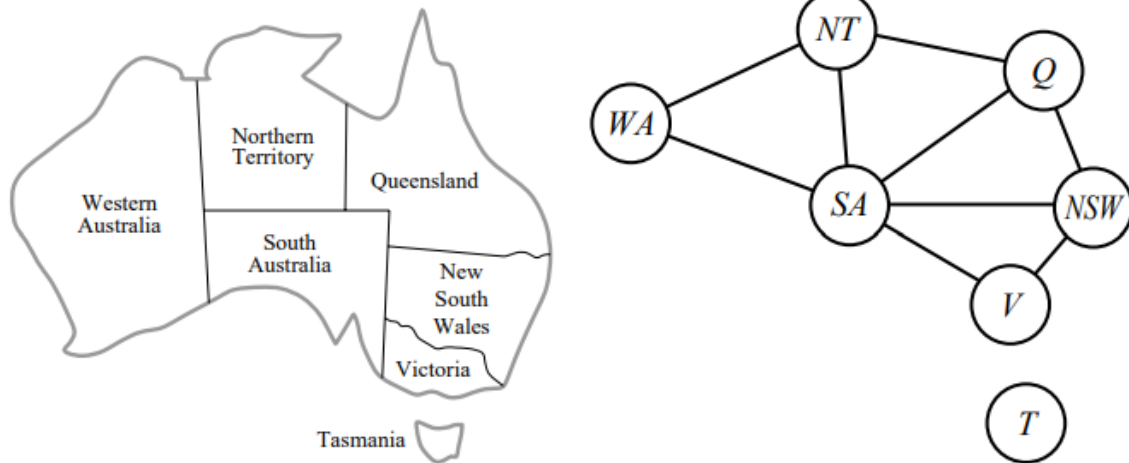 Northern
Territory
Western
Australia
Queensland
South
Australia
New
South
Wales
Victoria
Tasmania
NT
Q
WA
SA
NSW
V
T